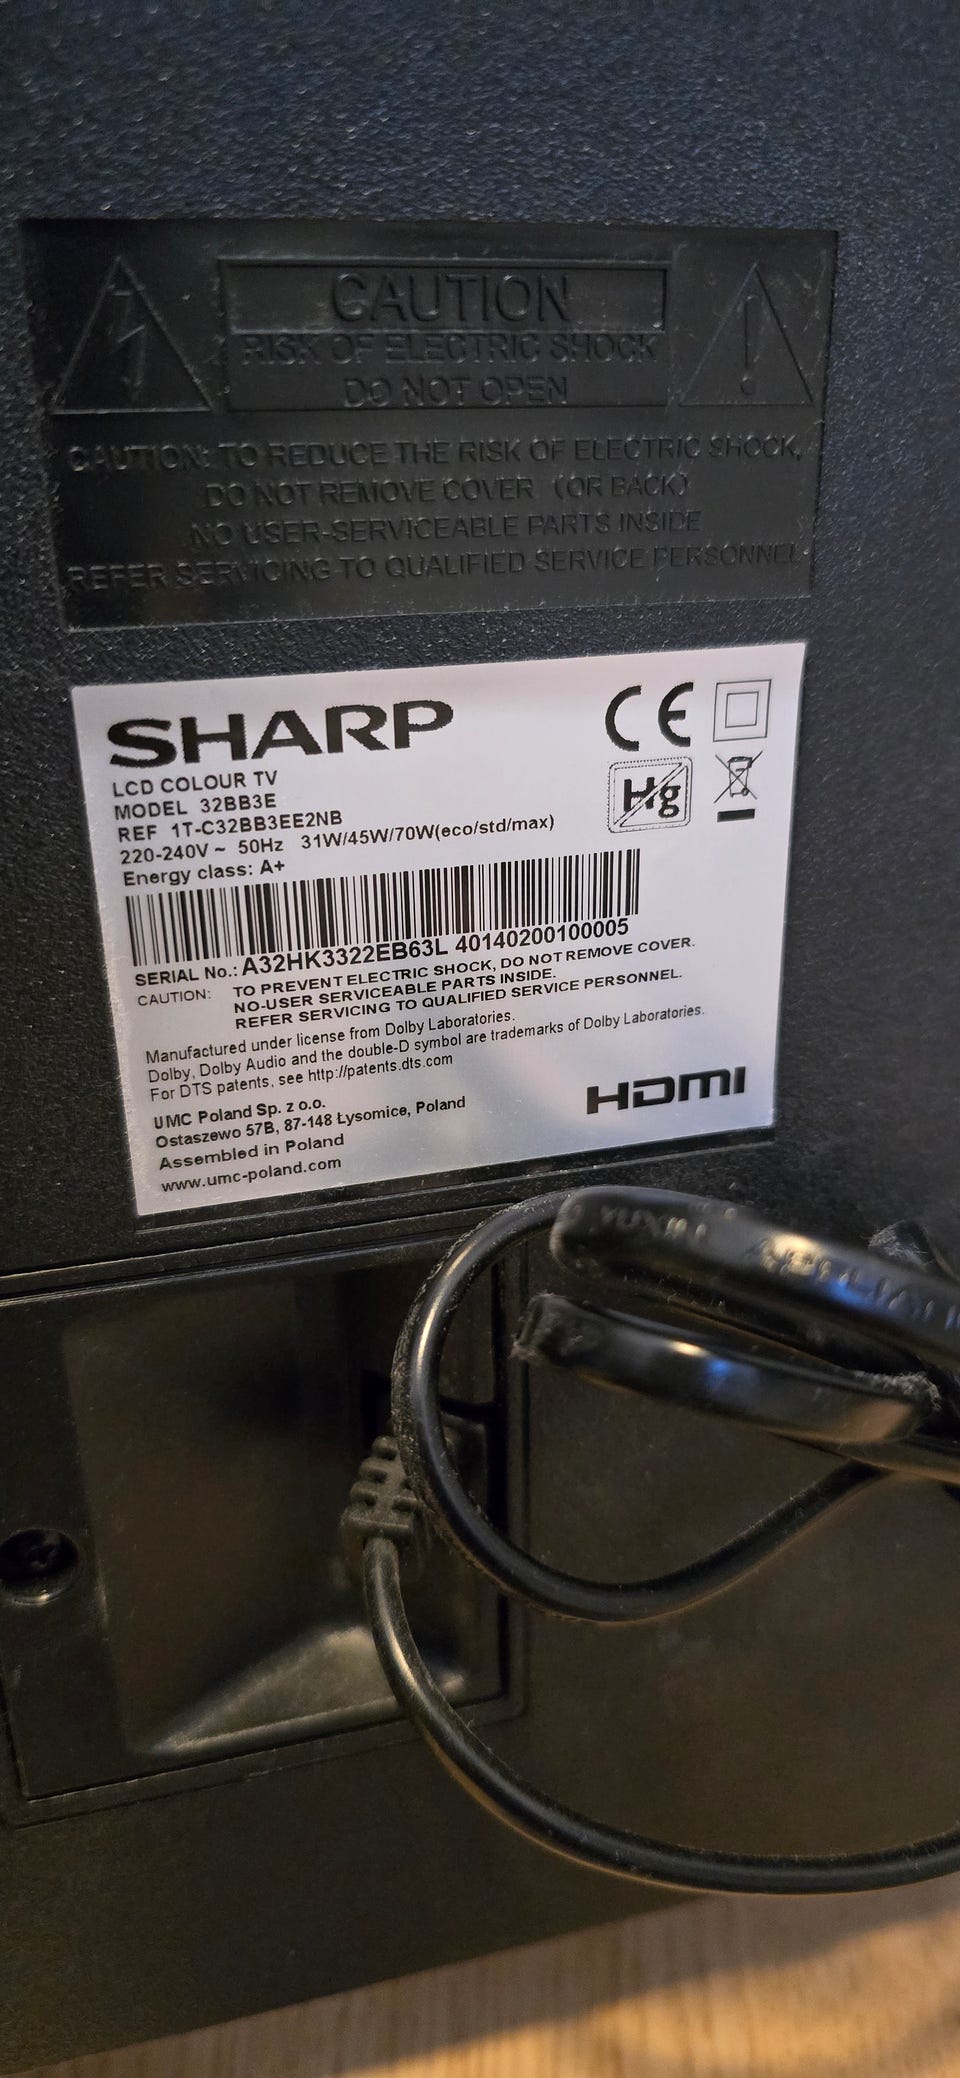 CAUTION
RISK OF ELECTRIC SHOCK
DO NOT OPEN
CAUTION: TO REDUCE THE RISK OF ELECTRIC SHOCK,
DO NOT REMOVE COVER (OR BACK)
NO USER-SERVICEABLE PARTS INSIDE
REFER SERVICING TO QUALIFIED SERVICE PERSONNEL
SHARP
CE
LCD COLOUR TV
MODEL 32BB3E
Hg
REF 1T-C32BB3EE2NB
220-240V ~ 50Hz 31W/45W/70W(eco/std/max)
Energy class: A+
SERIAL No.: A32HK3322EB63L 40140200100005
CAUTION: TO PREVENT ELECTRIC SHOCK, DO NOT REMOVE COVER.
NO-USER SERVICEABLE PARTS INSIDE.
REFER SERVICING TO QUALIFIED SERVICE PERSONNEL.
Manufactured under license from Dolby Laboratories.
Dolby, Dolby Audio and the double-D symbol are trademarks of Dolby Laboratories.
For DTS patents, see http://patents.dts.com
HDMI
UMC Poland Sp. z o.o.
Ostaszewo 57B, 87-148 Łysomice, Poland
Assembled in Poland
www.umc-poland.com